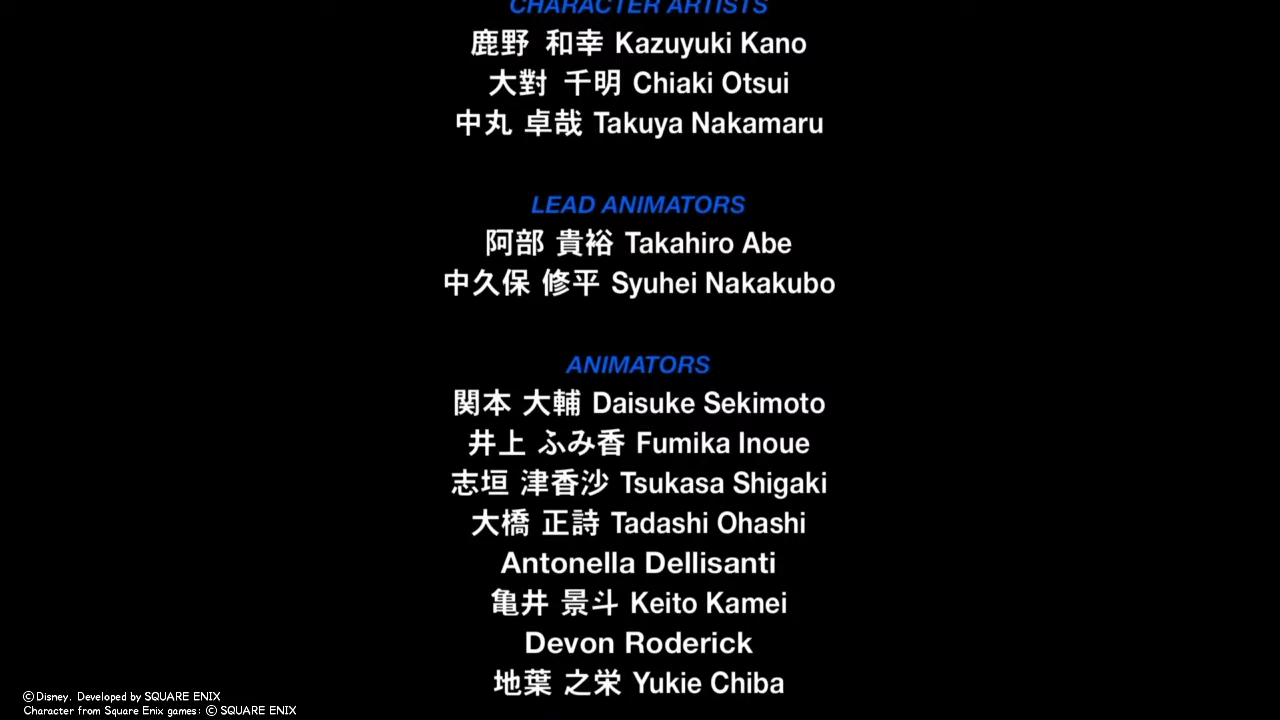 CHARACTER ARTISTS
鹿野 和幸 Kazuyuki Kano
大對 千明 Chiaki Otsui
中丸 卓哉 Takuya Nakamaru
LEAD ANIMATORS
阿部 貴裕 Takahiro Abe
中久保 修平 Syuhei Nakakubo
ANIMATORS
関本 大輔 Daisuke Sekimoto
井上 ふみ香 Fumika Inoue
志垣 津香沙 Tsukasa Shigaki
大橋 正詩 Tadashi Ohashi
Antonella Dellisanti
亀井 景斗 Keito Kamei
Devon Roderick
地葉 之栄 Yukie Chiba
©Disney. Developed by SQUARE ENIX
Character from Square Enix games: © SQUARE ENIX